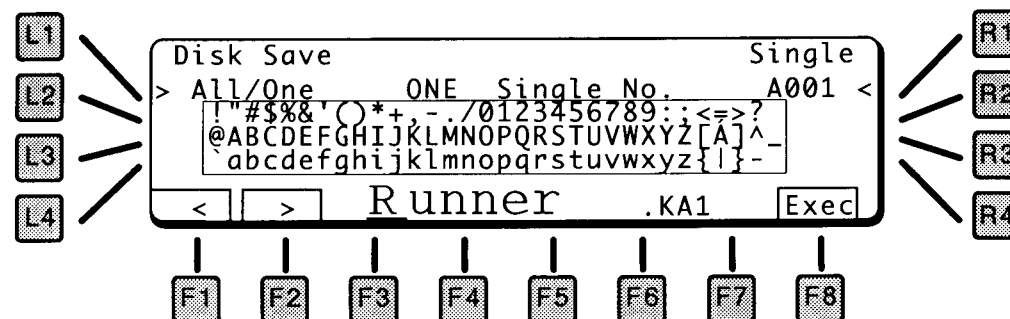 L1 R1
Disk Save Single
L2 > All/One ONE Single No. A001 < R2
!"#$%&'()*+,-./0123456789:;<=>?
@ABCDEFGHIJKLMNOPQRSTUVWXYZ[Á]^_
L3 `abcdefghijklmnopqrstuvwxyz{|}- R3
L4 < > Runner .KA1 Exec R4
F1 F2 F3 F4 F5 F6 F7 F8